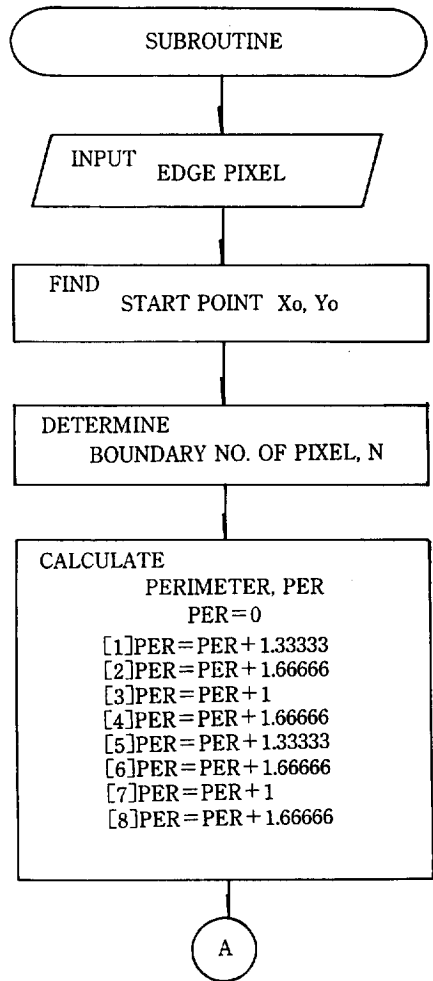 SUBROUTINE
INPUT
EDGE PIXEL
FIND
START POINT Xo, Yo
DETERMINE
BOUNDARY NO. OF PIXEL, N
CALCULATE
PERIMETER, PER
PER=0
[1]PER=PER+1.33333
[2]PER=PER+1.66666
[3]PER=PER+1
[4]PER=PER+1.66666
[5]PER=PER+1.33333
[6]PER=PER+1.66666
[7]PER=PER+1
[8]PER=PER+1.66666
A